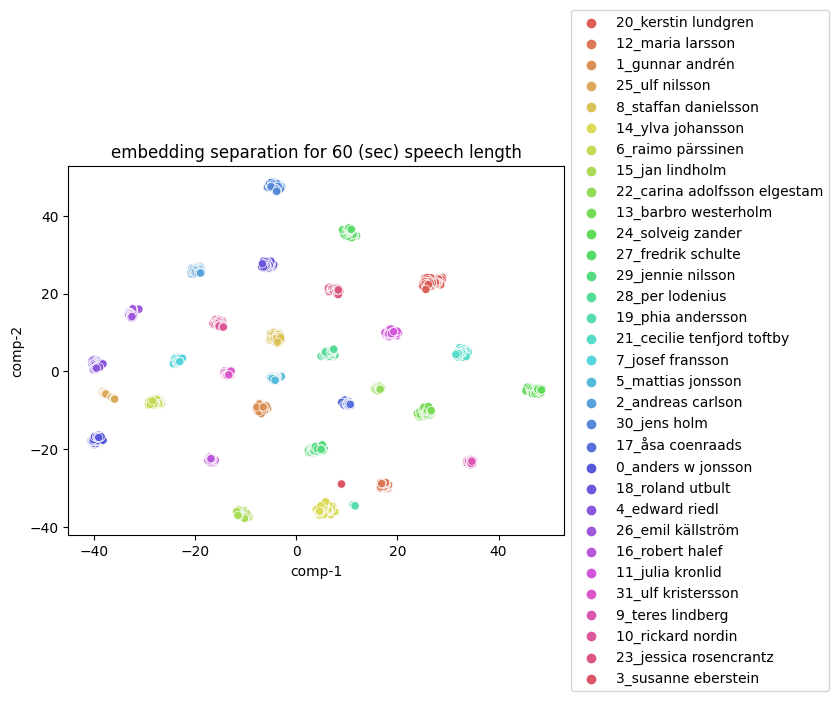 embedding separation for 60 (sec) speech length
40
20
0
−20
−40
comp-2
−40
−20
0
20
40
comp-1
20_kerstin lundgren
12_maria larsson
1_gunnar andrén
25_ulf nilsson
8_staffan danielsson
14_ylva johansson
6_raimo pärssinen
15_jan lindholm
22_carina adolfsson elgestam
13_barbro westerholm
24_solveig zander
27_fredrik schulte
29_jennie nilsson
28_per lodenius
19_phia andersson
21_cecilie tenfjord toftby
7_josef fransson
5_mattias jonsson
2_andreas carlson
30_jens holm
17_åsa coenraads
0_anders w jonsson
18_roland utbult
4_edward riedl
26_emil källström
16_robert halef
11_julia kronlid
31_ulf kristersson
9_teres lindberg
10_rickard nordin
23_jessica rosencrantz
3_susanne eberstein